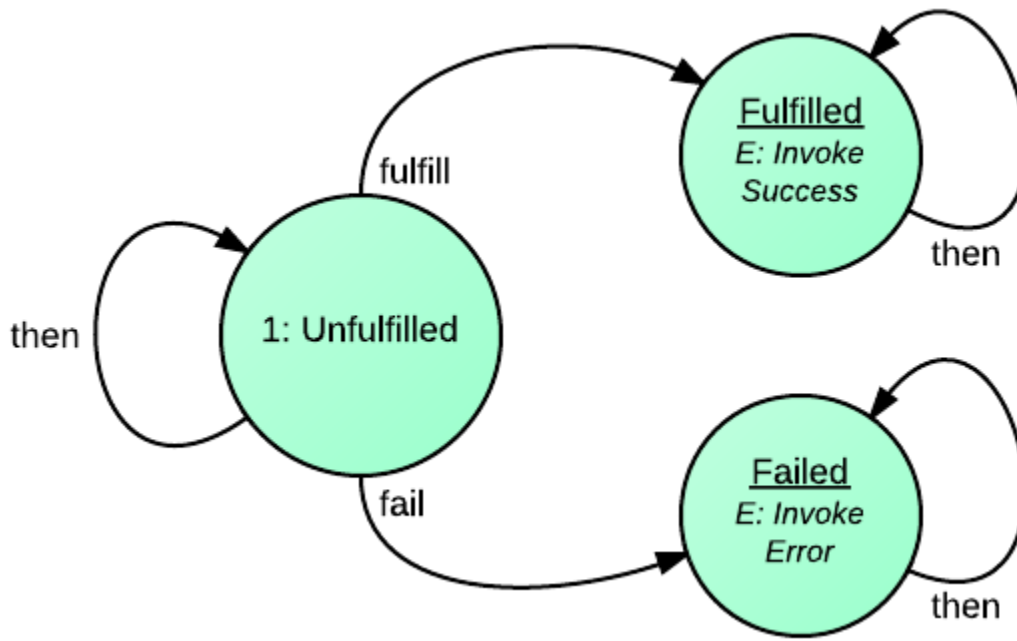 fulfill
Fulfilled
E: Invoke
Success
then
then
1: Unfulfilled
fail
Failed
E: Invoke
Error
then